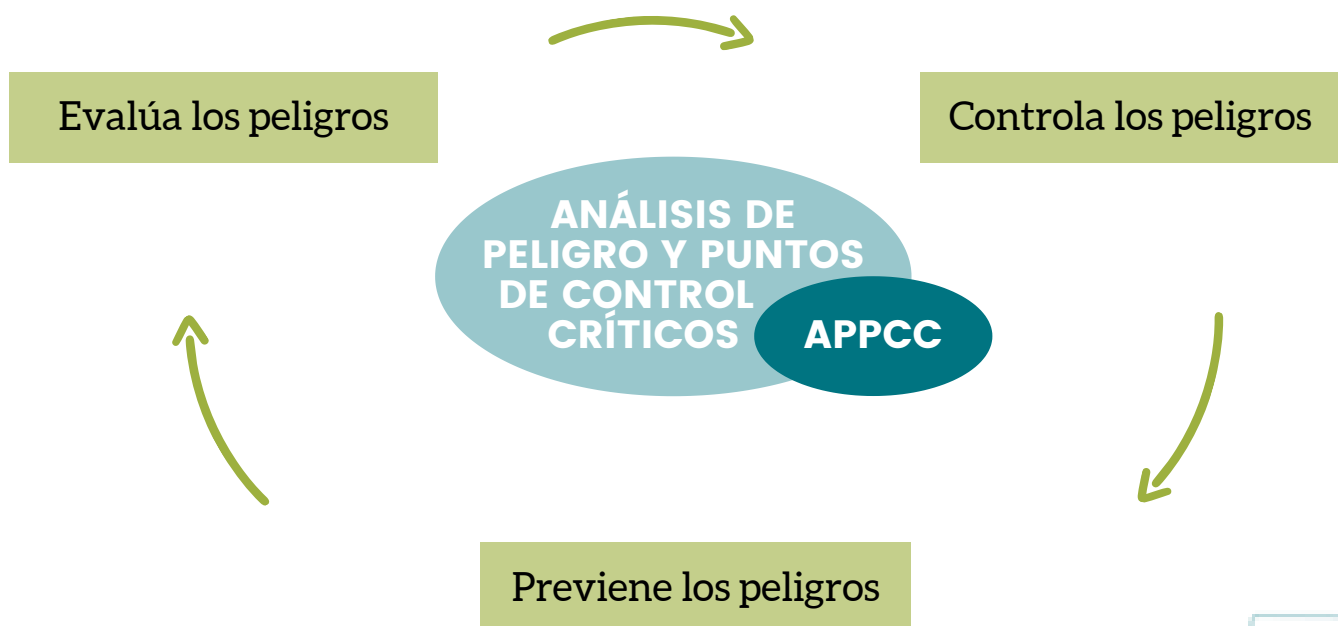 Evalúa los peligros
Controla los peligros
ANÁLISIS DE
PELIGRO Y PUNTOS
DE CONTROL
CRÍTICOS
APPCC
Previene los peligros